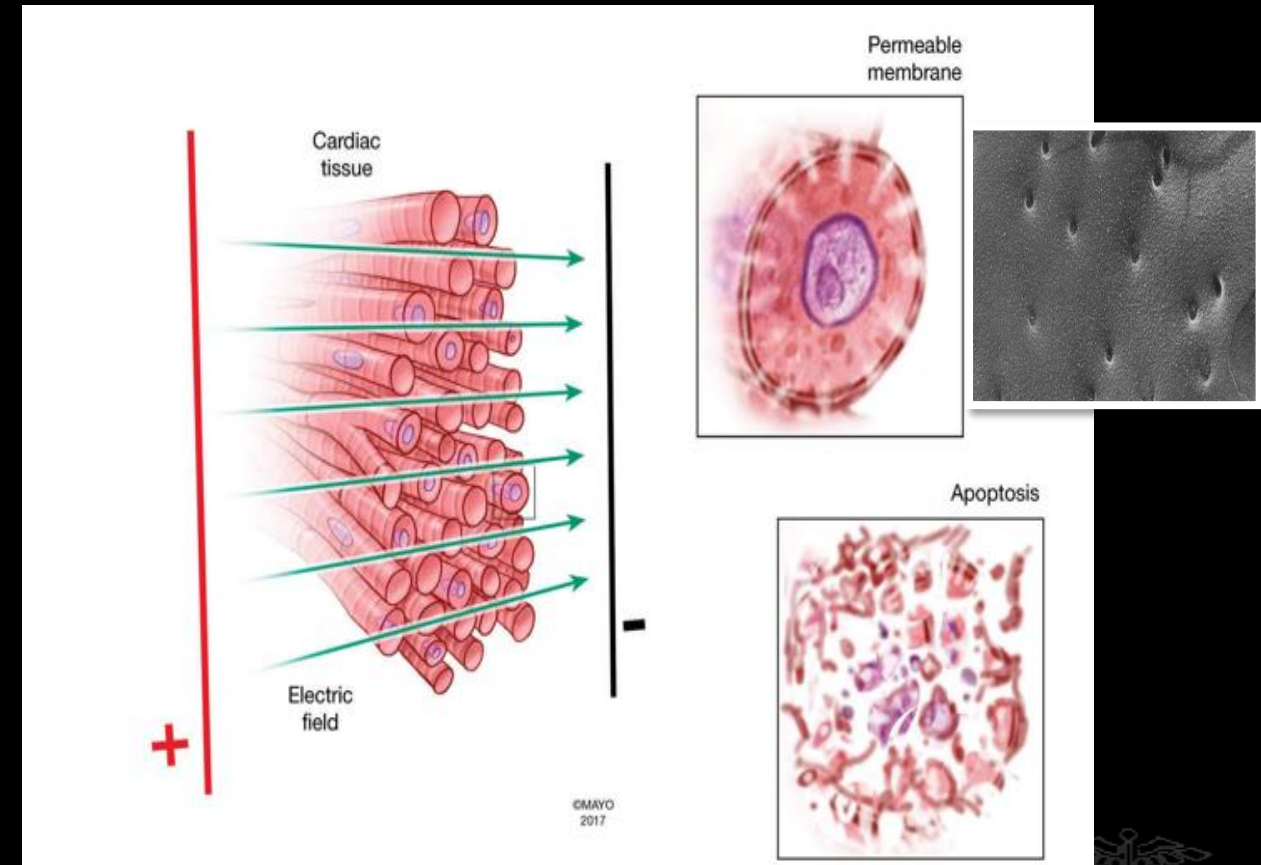 Permeable
membrane
Cardiac
tissue
Apoptosis
Electric
field
+
-
©MAYO
2017